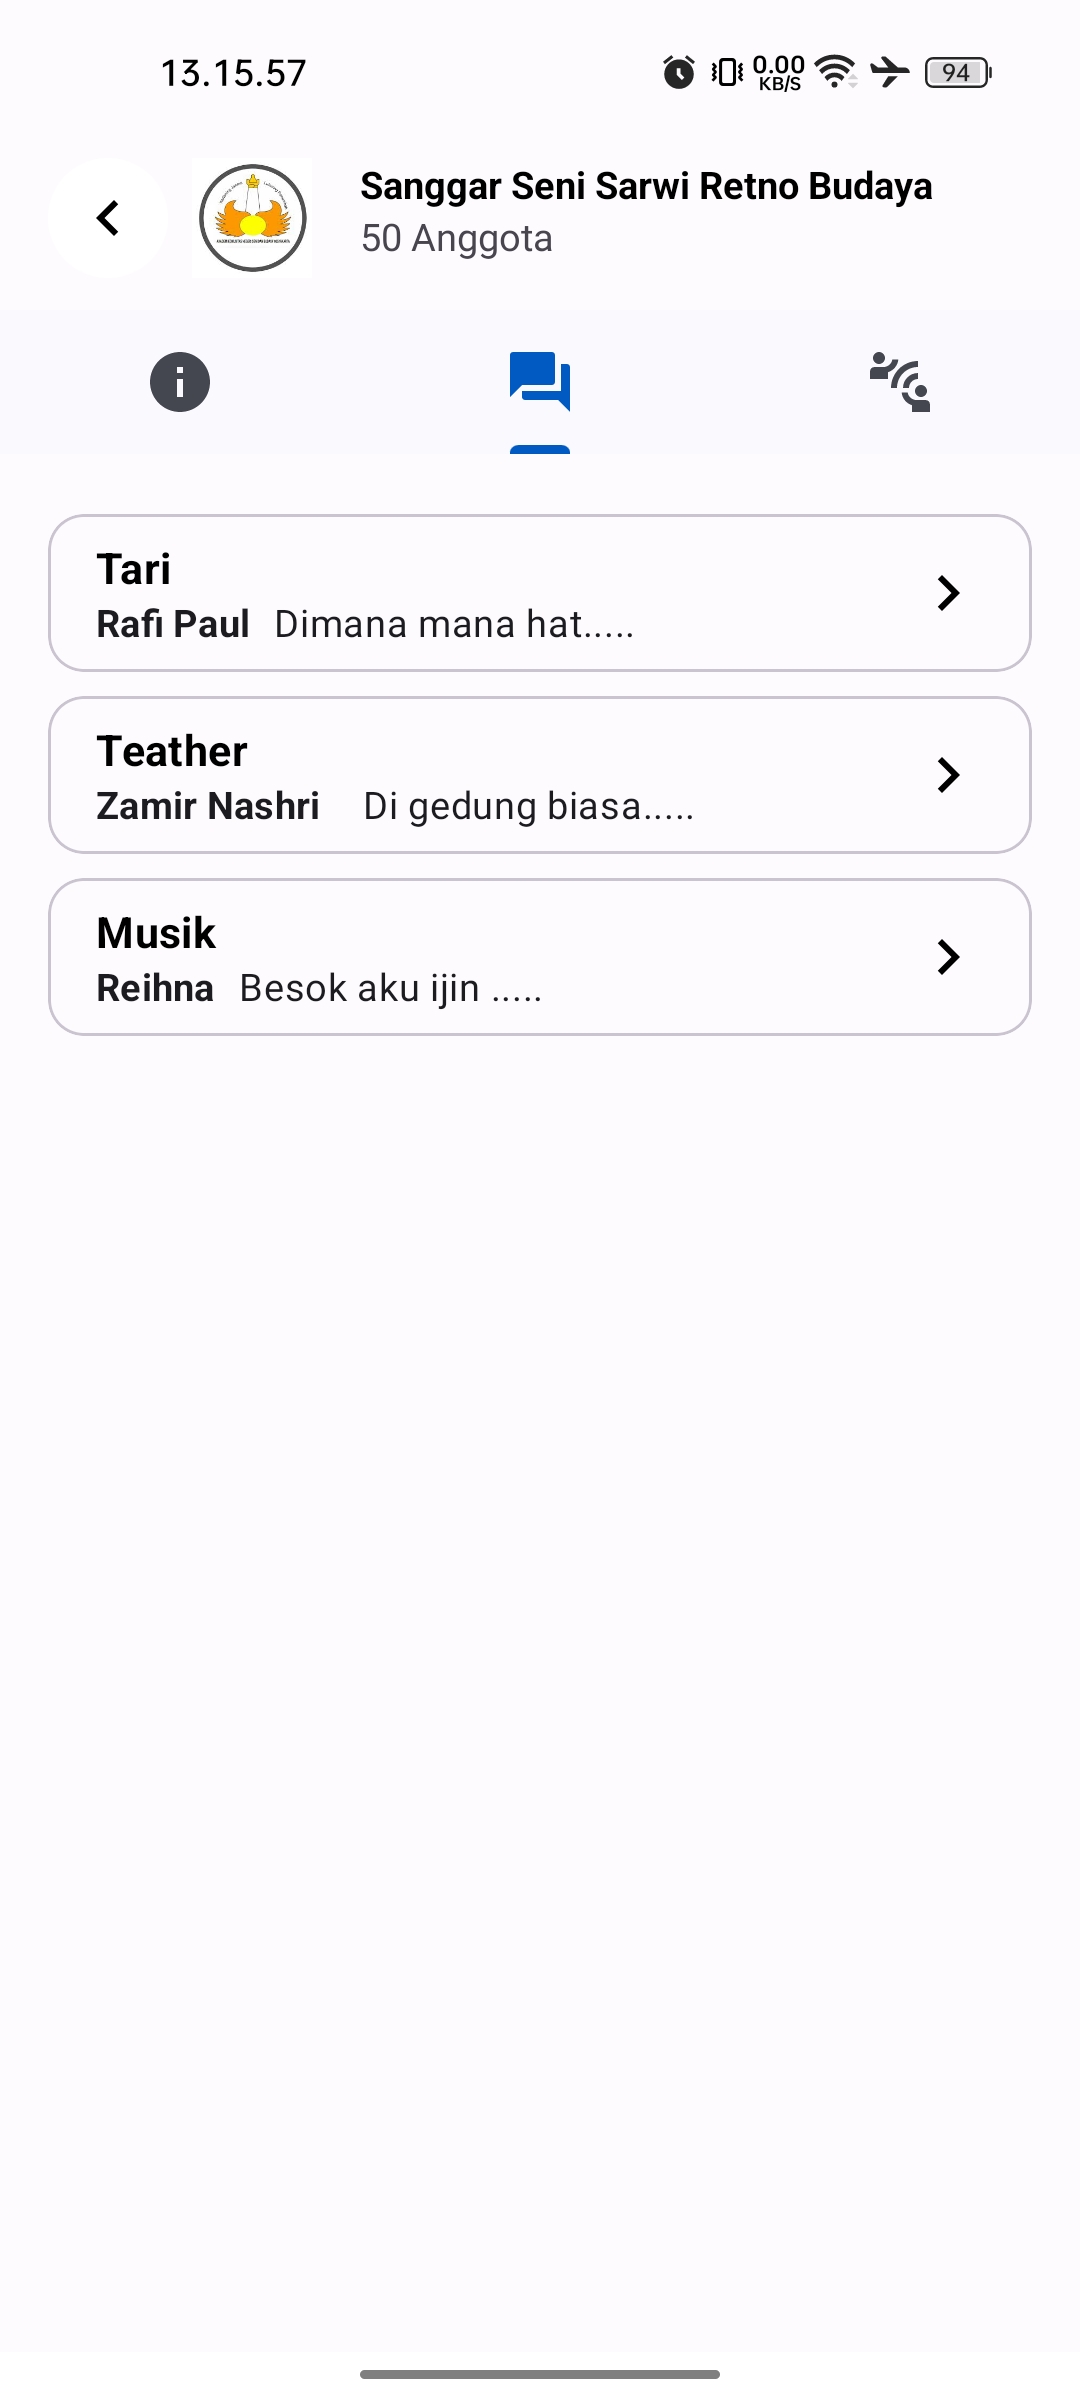 13.15.57
0.00
KB/S
94
Sanggar Seni Sarwi Retno Budaya
50 Anggota
Tari
Rafi Paul Dimana mana hat.....
Teather
Zamir Nashri Di gedung biasa.....
Musik
Reihna Besok aku ijin .....